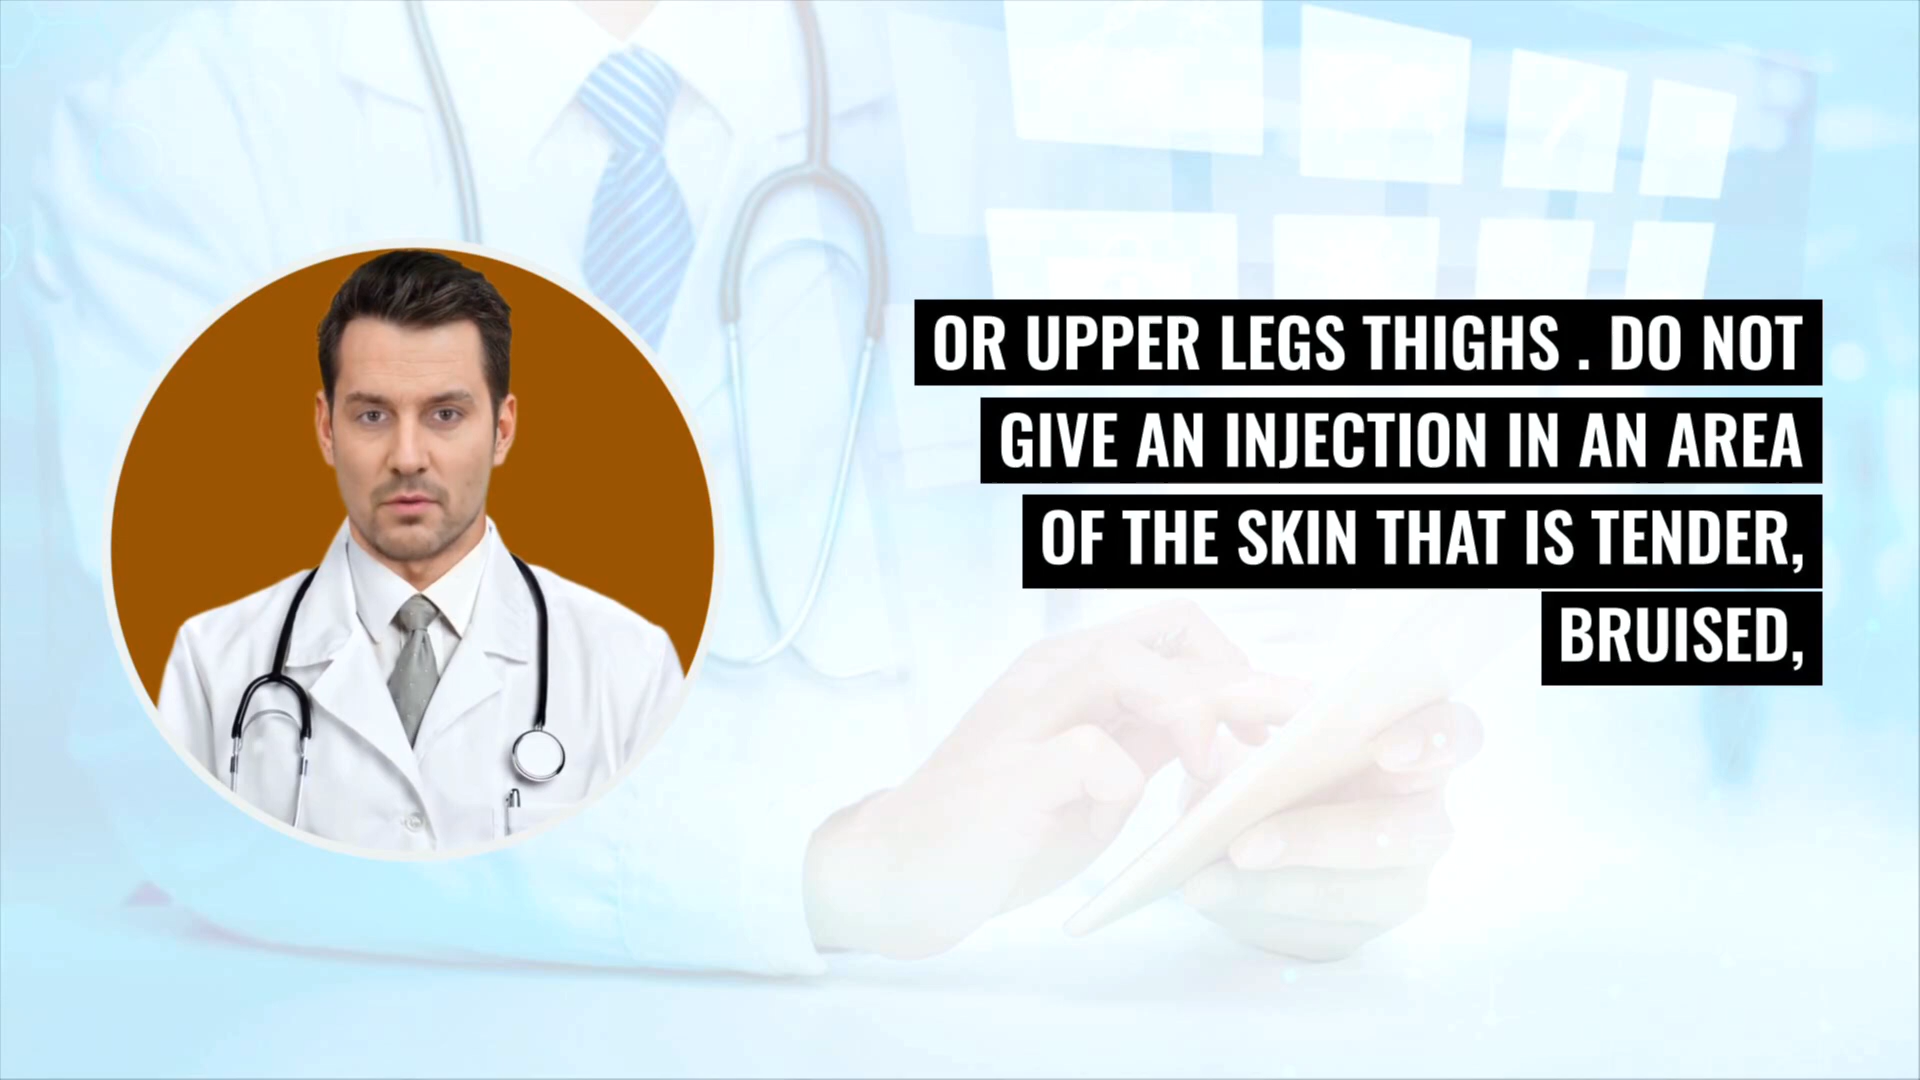 OR UPPER LEGS THIGHS . DO NOT
GIVE AN INJECTION IN AN AREA
OF THE SKIN THAT IS TENDER,
BRUISED,